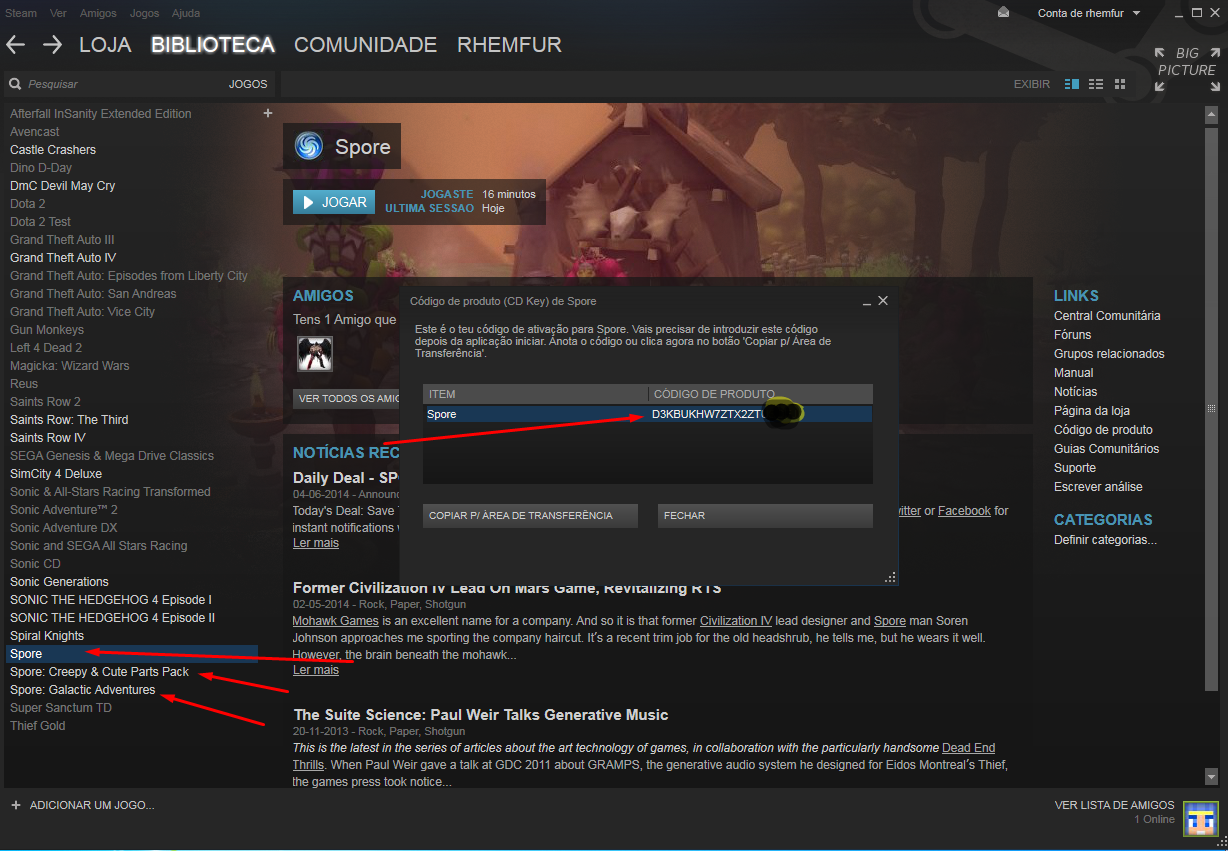 Steam Ver Amigos Jogos Ajuda
Conta de rhemfur
LOJA BIBLIOTECA COMUNIDADE RHEMFUR
BIG
PICTURE
Pesquisar JOGOS EXIBIR
Afterfall InSanity Extended Edition
Avencast
Castle Crashers
Dino D-Day
DmC Devil May Cry
Dota 2
Dota 2 Test
Grand Theft Auto III
Grand Theft Auto IV
Grand Theft Auto: Episodes from Liberty City
Grand Theft Auto: San Andreas
Grand Theft Auto: Vice City
Gun Monkeys
Left 4 Dead 2
Magicka: Wizard Wars
Reus
Saints Row 2
Saints Row: The Third
Saints Row IV
SEGA Genesis & Mega Drive Classics
SimCity 4 Deluxe
Sonic & All-Stars Racing Transformed
Sonic Adventure™ 2
Sonic Adventure DX
Sonic and SEGA All Stars Racing
Sonic CD
Sonic Generations
SONIC THE HEDGEHOG 4 Episode I
SONIC THE HEDGEHOG 4 Episode II
Spiral Knights
Spore
Spore: Creepy & Cute Parts Pack
Spore: Galactic Adventures
Super Sanctum TD
Thief Gold
Spore
JOGAR
JOGASTE 16 minutos
ULTIMA SESSAO Hoje
AMIGOS
Tens 1 Amigo que
VER TODOS OS AMIG
Código de produto (CD Key) de Spore
Este é o teu código de ativação para Spore. Vais precisar de introduzir este código
depois da aplicação iniciar. Anota o código ou clica agora no botão 'Copiar p/ Área de
Transferência'.
ITEM CÓDIGO DE PRODUTO
Spore D3KBUKHW7ZTX2ZT
COPIAR P/ ÁREA DE TRANSFERÊNCIA FECHAR
NOTÍCIAS REC
Daily Deal - SP
04-06-2014 - Announ
Today's Deal: Save
itter or Facebook for
instant notifications
Ler mais
Former Civilization IV Lead On Mars Game, Revitalizing RTS
02-05-2014 - Rock, Paper, Shotgun
Mohawk Games is an excellent name for a company. And so it is that former Civilization IV lead designer and Spore man Soren
Johnson approaches me sporting the company haircut. It's a recent trim job for the old headshrub, he tells me, but he wears it well.
However, the brain beneath the mohawk...
Ler mais
The Suite Science: Paul Weir Talks Generative Music
20-11-2013 - Rock, Paper, Shotgun
This is the latest in the series of articles about the art technology of games, in collaboration with the particularly handsome Dead End
Thrills. When Paul Weir gave a talk at GDC 2011 about GRAMPS, the generative audio system he designed for Eidos Montreal's Thief,
the games press took notice...
LINKS
Central Comunitária
Fóruns
Grupos relacionados
Manual
Notícias
Página da loja
Código de produto
Guias Comunitários
Suporte
Escrever análise
CATEGORIAS
Definir categorias...
+ ADICIONAR UM JOGO...
VER LISTA DE AMIGOS
1 Online